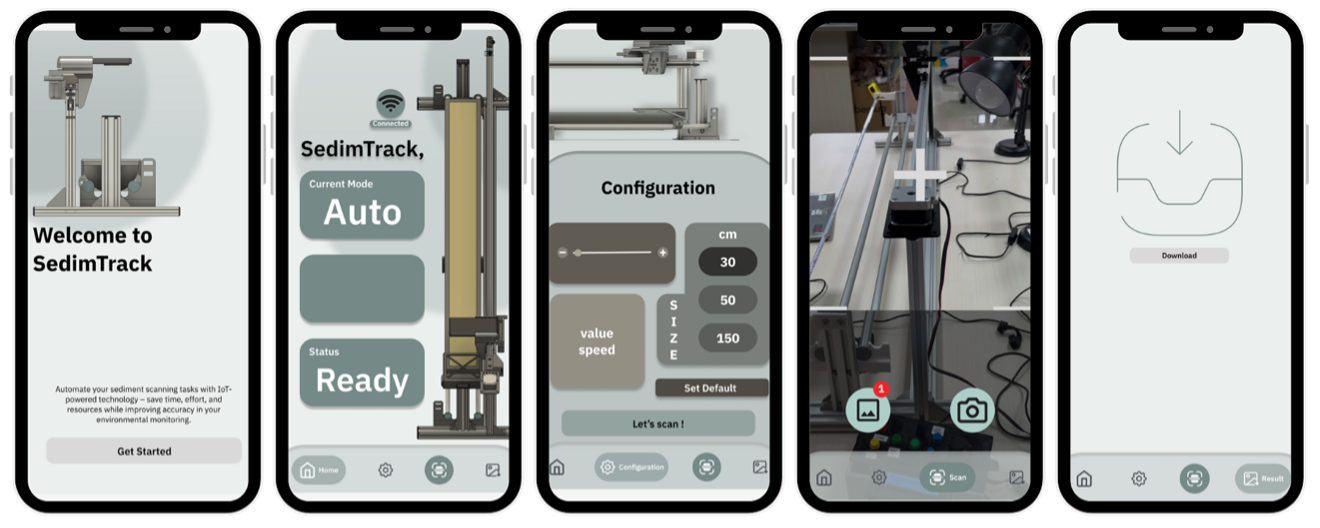 Welcome to
SedimTrack
Automate your sediment scanning tasks with IoT-
powered technology – save time, effort, and
resources while improving accuracy in your
environmental monitoring.
Get Started
Connected
SedimTrack,
Current Mode
Auto
Status
Ready
Home
Configuration
cm
30
50
150
S
I
Z
E
value
speed
Set Default
Let's scan !
Configuration
1
Scan
Download
Result